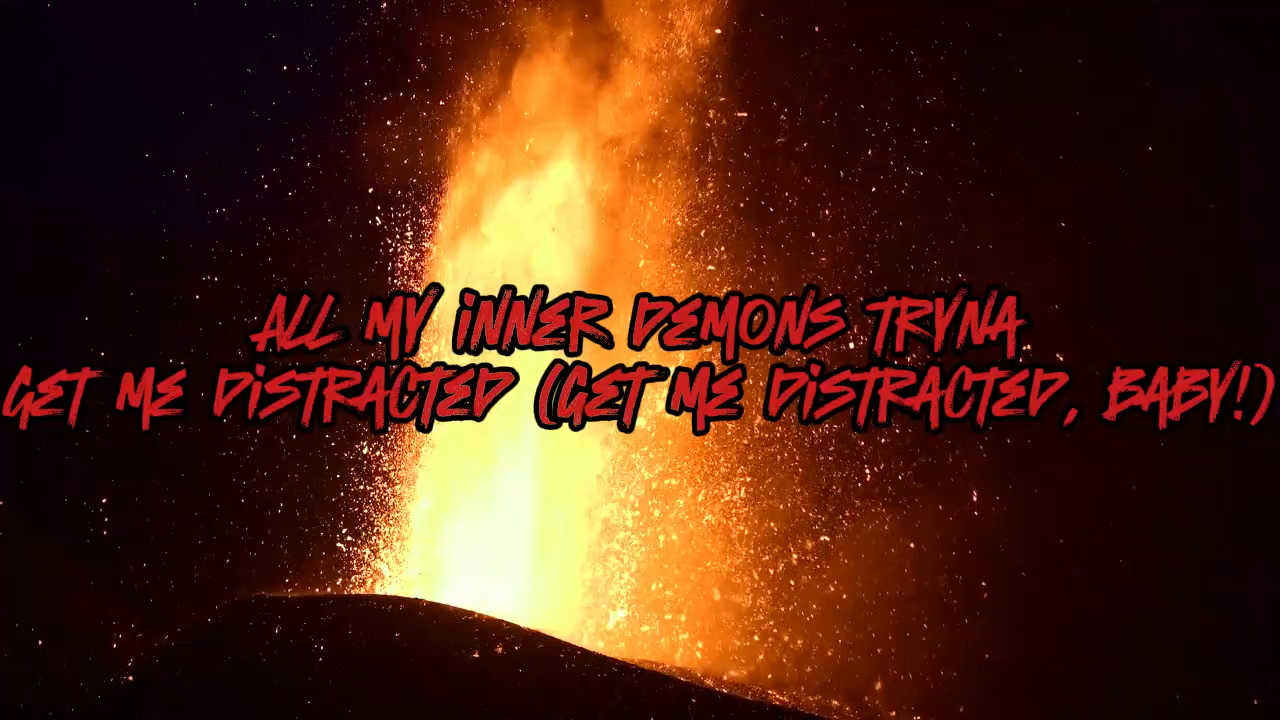 ALL MY iNNER DEMONS TRYNA
GET ME DiSTRACTED (GET ME DiSTRACTED, BABY!)